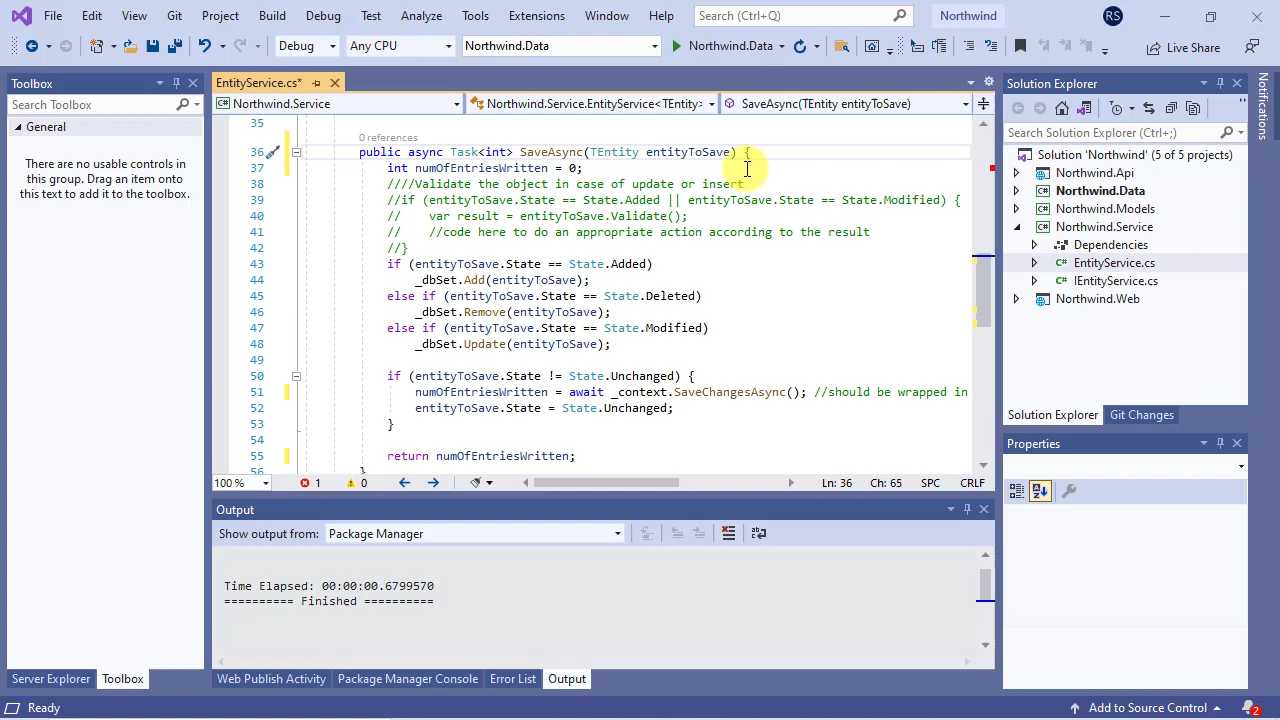 File Edit View Git Project Build Debug Test Analyze Tools Extensions Window Help Search (Ctrl+Q) Northwind RS
Debug Any CPU Northwind.Data Northwind.Data Live Share
Toolbox
Search Toolbox
General
There are no usable controls in
this group. Drag an item onto
this text to add it to the toolbox.
Server Explorer Toolbox
EntityService.cs*
Northwind.Service Northwind.Service.EntityService<TEntity> SaveAsync(TEntity entityToSave)
35
0 references
36 public async Task<int> SaveAsync(TEntity entityToSave) {
37 int numOfEntriesWritten = 0;
38 ////Validate the object in case of update or insert
39 //if (entityToSave.State == State.Added || entityToSave.State == State.Modified) {
40 // var result = entityToSave.Validate();
41 // //code here to do an appropriate action according to the result
42 //}
43 if (entityToSave.State == State.Added)
44 _dbSet.Add(entityToSave);
45 else if (entityToSave.State == State.Deleted)
46 _dbSet.Remove(entityToSave);
47 else if (entityToSave.State == State.Modified)
48 _dbSet.Update(entityToSave);
49
50 if (entityToSave.State != State.Unchanged) {
51 numOfEntriesWritten = await _context.SaveChangesAsync(); //should be wrapped in
52 entityToSave.State = State.Unchanged;
53 }
54
55 return numOfEntriesWritten;
56 }
100 % 1 0 Ln: 36 Ch: 65 SPC CRLF
Output
Show output from: Package Manager
Time Elapsed: 00:00:00.6799570
========== Finished ==========
Web Publish Activity Package Manager Console Error List Output
Solution Explorer
Search Solution Explorer (Ctrl+;)
Solution 'Northwind' (5 of 5 projects)
Northwind.Api
Northwind.Data
Northwind.Models
Northwind.Service
Dependencies
EntityService.cs
IEntityService.cs
Northwind.Web
Solution Explorer Git Changes
Properties
Notifications
Ready Add to Source Control 2